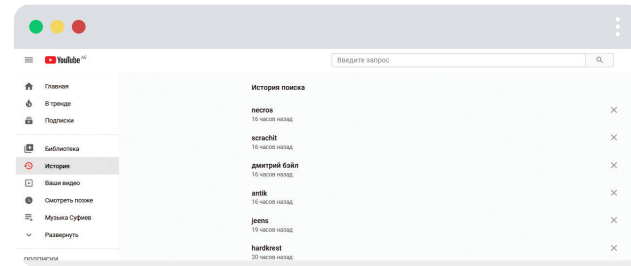 YouTube AE
Введите запрос
Главная
В тренде
Подписки
Библиотека
История
Ваши видео
Смотреть позже
Музыка Суфиев
Развернуть
ПОДПИСКИ
История поиска
necros
16 часов назад
scrachit
16 часов назад
дмитрий бэйл
16 часов назад
antik
16 часов назад
jeens
19 часов назад
hardkrest
20 часов назад